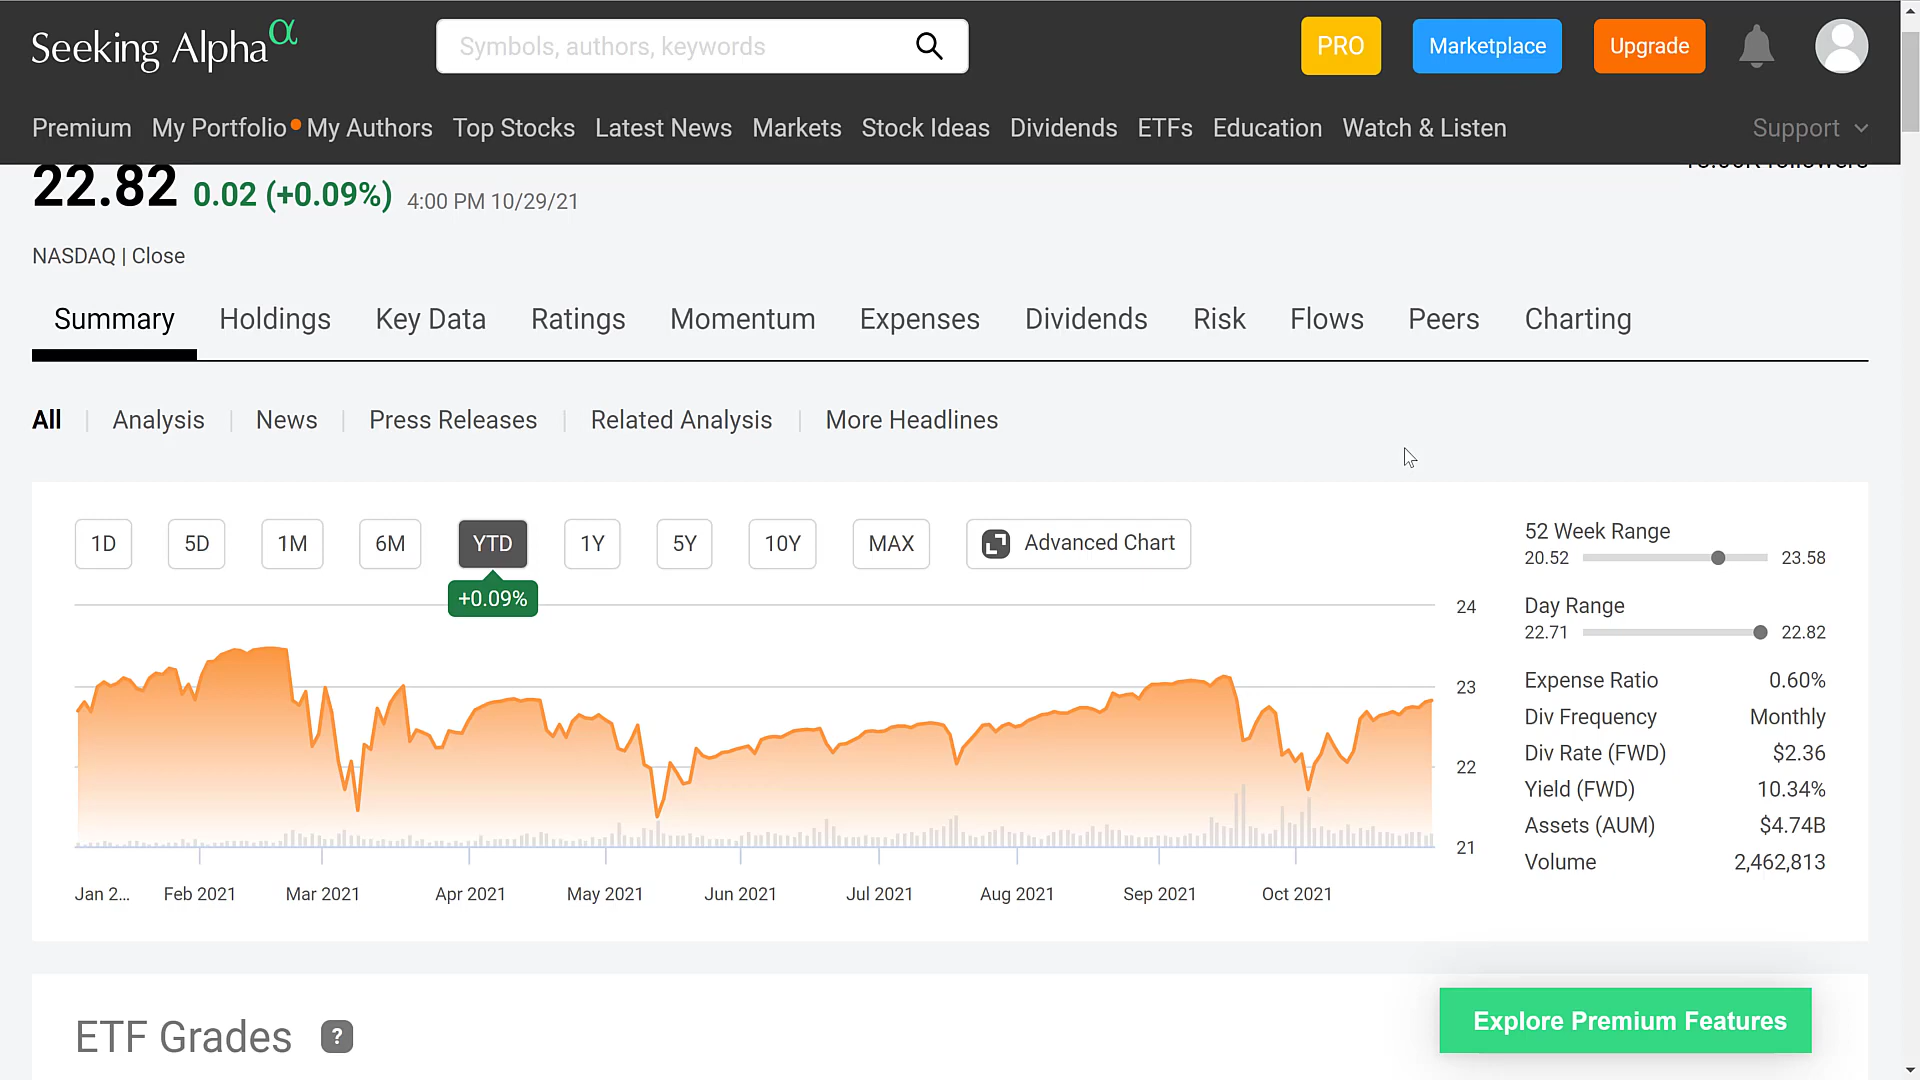 Seeking Alpha α
Symbols, authors, keywords
PRO
Marketplace
Upgrade
Premium My Portfolio My Authors Top Stocks Latest News Markets Stock Ideas Dividends ETFs Education Watch & Listen Support
22.82 0.02 (+0.09%) 4:00 PM 10/29/21
NASDAQ | Close
Summary Holdings Key Data Ratings Momentum Expenses Dividends Risk Flows Peers Charting
All | Analysis | News | Press Releases | Related Analysis | More Headlines
1D 5D 1M 6M YTD 1Y 5Y 10Y MAX Advanced Chart
+0.09%
24
23
22
21
Jan 2... Feb 2021 Mar 2021 Apr 2021 May 2021 Jun 2021 Jul 2021 Aug 2021 Sep 2021 Oct 2021
52 Week Range
20.52 23.58
Day Range
22.71 22.82
Expense Ratio 0.60%
Div Frequency Monthly
Div Rate (FWD) $2.36
Yield (FWD) 10.34%
Assets (AUM) $4.74B
Volume 2,462,813
ETF Grades ?
Explore Premium Features